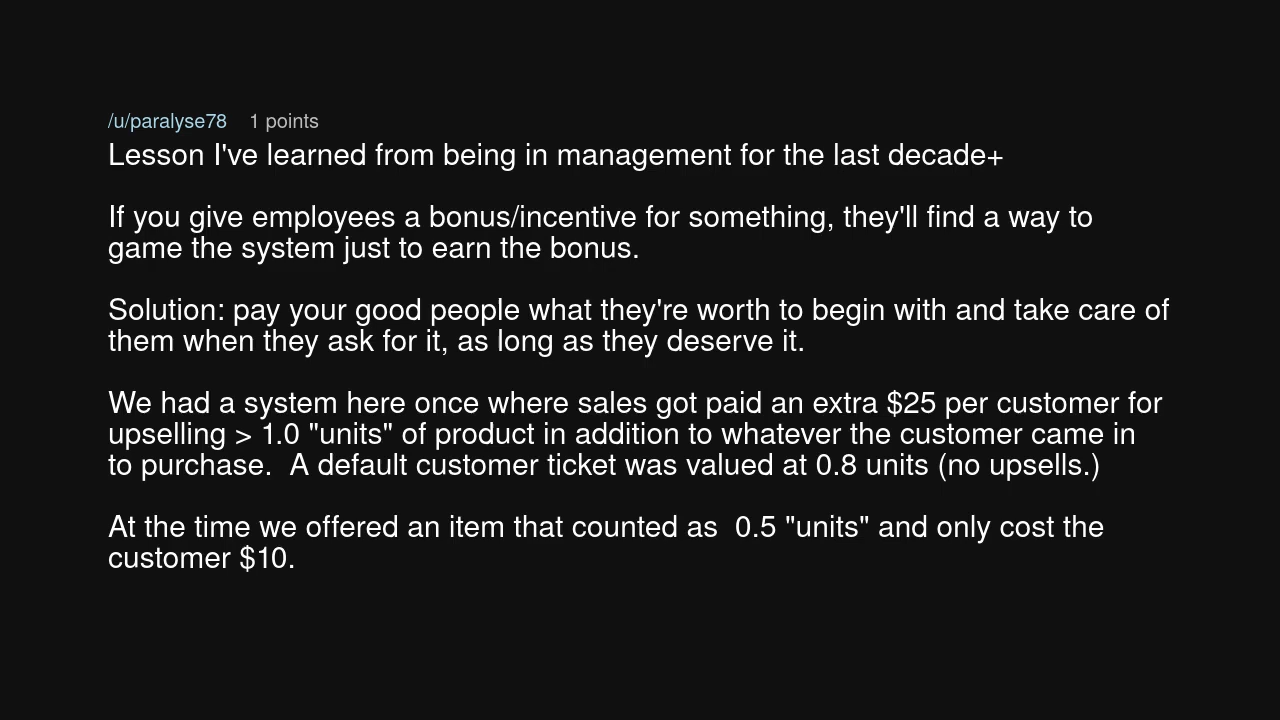 /u/paralyse78 1 points
Lesson I've learned from being in management for the last decade+
If you give employees a bonus/incentive for something, they'll find a way to
game the system just to earn the bonus.
Solution: pay your good people what they're worth to begin with and take care of
them when they ask for it, as long as they deserve it.
We had a system here once where sales got paid an extra $25 per customer for
upselling > 1.0 "units" of product in addition to whatever the customer came in
to purchase.  A default customer ticket was valued at 0.8 units (no upsells.)
At the time we offered an item that counted as  0.5 "units" and only cost the
customer $10.